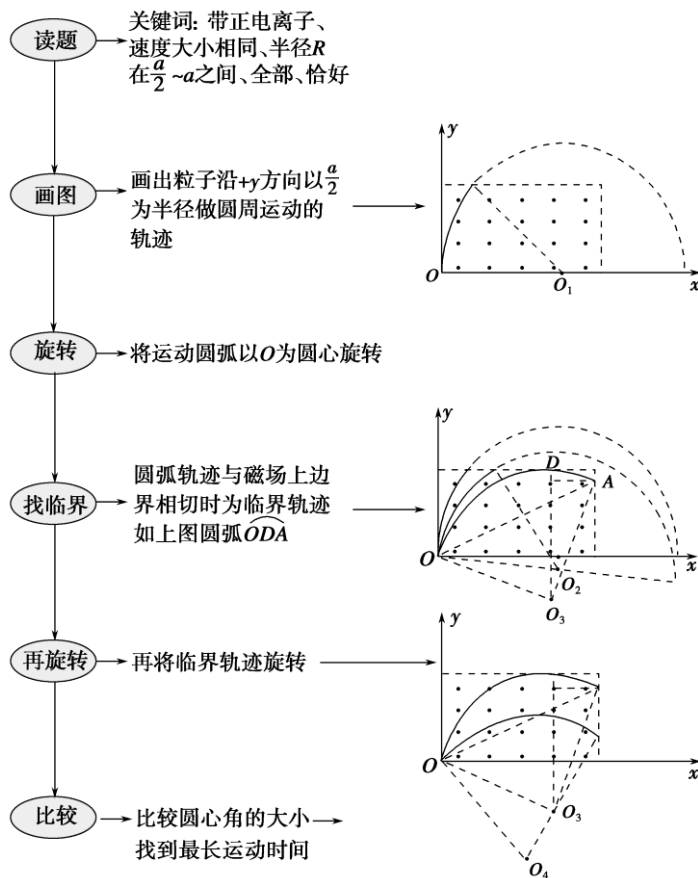 读题
关键词：带正电离子、
速度大小相同、半径R
在a/2 ~a之间、全部、恰好
画图
画出粒子沿+y方向以a/2
为半径做圆周运动的
轨迹
y
O
O₁
x
旋转
将运动圆弧以O为圆心旋转
找临界
圆弧轨迹与磁场上边
界相切时为临界轨迹
如上图圆弧ODA
y
D
A
O
x
O₂
O₃
再旋转
再将临界轨迹旋转
y
O
x
O₃
O₄
比较
比较圆心角的大小
找到最长运动时间